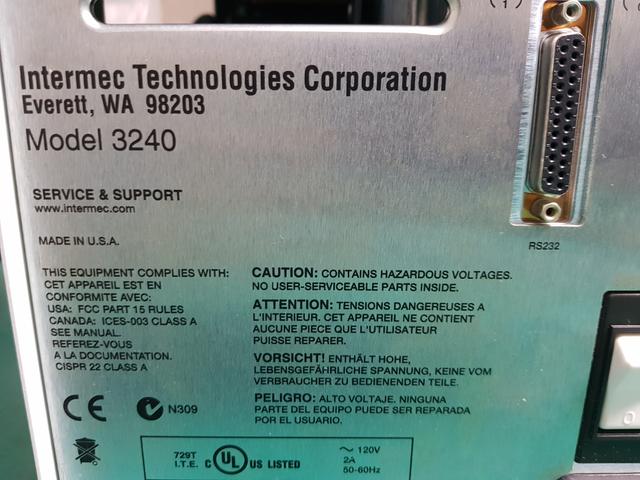 (1)
Intermec Technologies Corporation
Everett, WA 98203
Model 3240
SERVICE & SUPPORT
www.intermec.com
RS232
MADE IN U.S.A.
THIS EQUIPMENT COMPLIES WITH:
CET APPAREIL EST EN
CONFORMITE AVEC:
USA: FCC PART 15 RULES
CANADA: ICES-003 CLASS A
SEE MANUAL.
REFEREZ-VOUS
A LA DOCUMENTATION.
CISPR 22 CLASS A
CAUTION: CONTAINS HAZARDOUS VOLTAGES.
NO USER-SERVICEABLE PARTS INSIDE.
ATTENTION: TENSIONS DANGEREUSES A
L'INTERIEUR. CET APPAREIL NE CONTIENT
AUCUNE PIECE QUE L'UTILISATEUR
PUISSE REPARER.
VORSICHT! ENTHÄLT HOHE,
LEBENSGEFÄHRLICHE SPANNUNG, KEINE VOM
VERBRAUCHER ZU BEDIENENDEN TEILE.
PELIGRO: ALTO VOLTAJE. NINGUNA
PARTE DEL EQUIPO PUEDE SER REPARADA
POR EL USUARIO.
CE N309
729T
I.T.E. C UL US LISTED
~ 120V
2A
50-60Hz
O